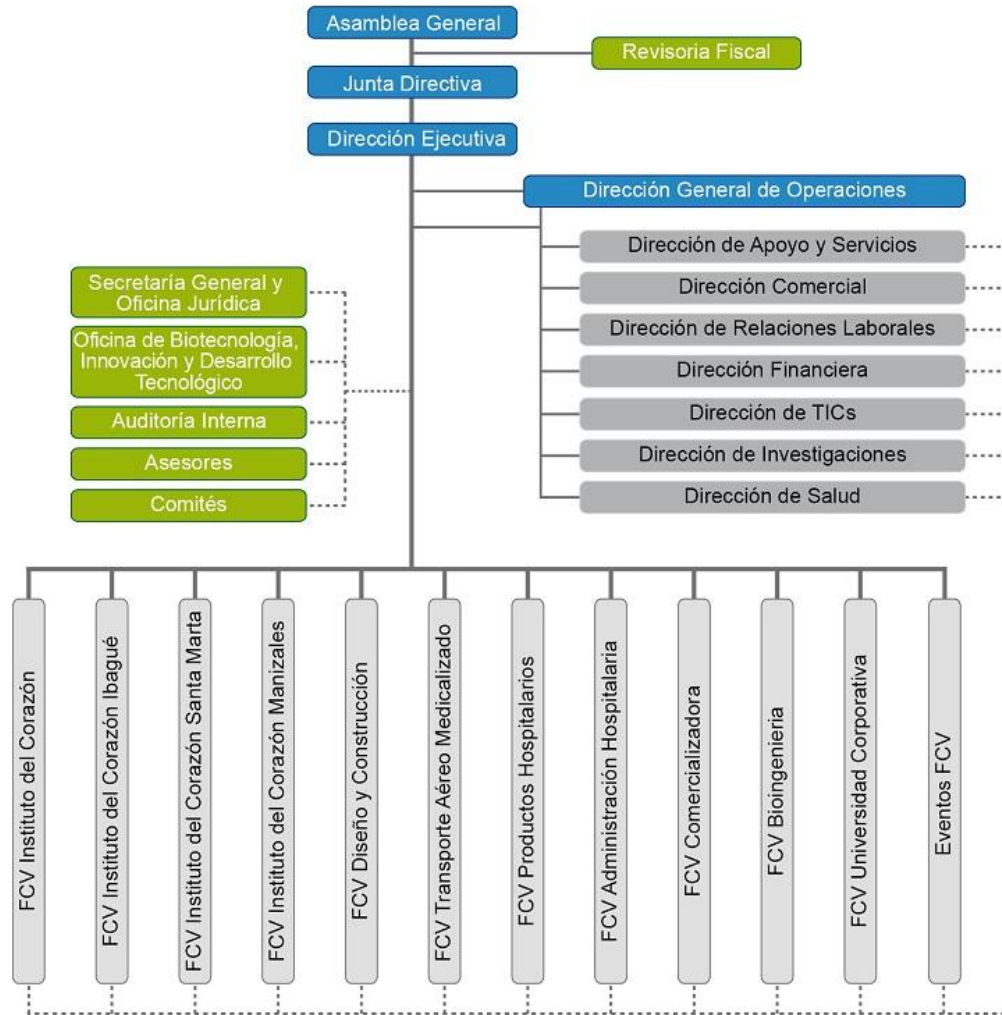 Asamblea General
Revisoria Fiscal
Junta Directiva
Dirección Ejecutiva
Dirección General de Operaciones
Dirección de Apoyo y Servicios
Dirección Comercial
Dirección de Relaciones Laborales
Dirección Financiera
Dirección de TICs
Dirección de Investigaciones
Dirección de Salud
Secretaría General y
Oficina Jurídica
Oficina de Biotecnología,
Innovación y Desarrollo
Tecnológico
Auditoría Interna
Asesores
Comités
FCV Instituto del Corazón
FCV Instituto del Corazón Ibagué
FCV Instituto del Corazón Santa Marta
FCV Instituto del Corazón Manizales
FCV Diseño y Construcción
FCV Transporte Aéreo Medicalizado
FCV Productos Hospitalarios
FCV Administración Hospitalaria
FCV Comercializadora
FCV Bioingenieria
FCV Universidad Corporativa
Eventos FCV